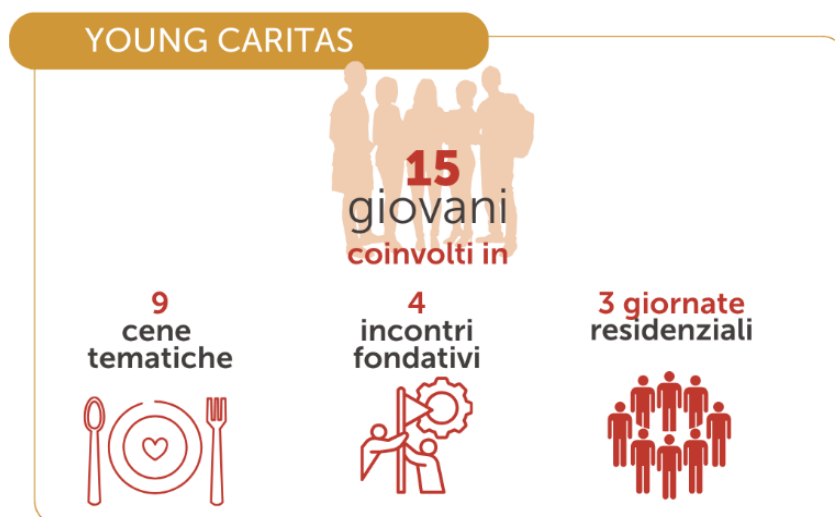 YOUNG CARITAS
15
giovani
coinvolti in
9
cene
tematiche
4
incontri
fondativi
3 giornate
residenziali